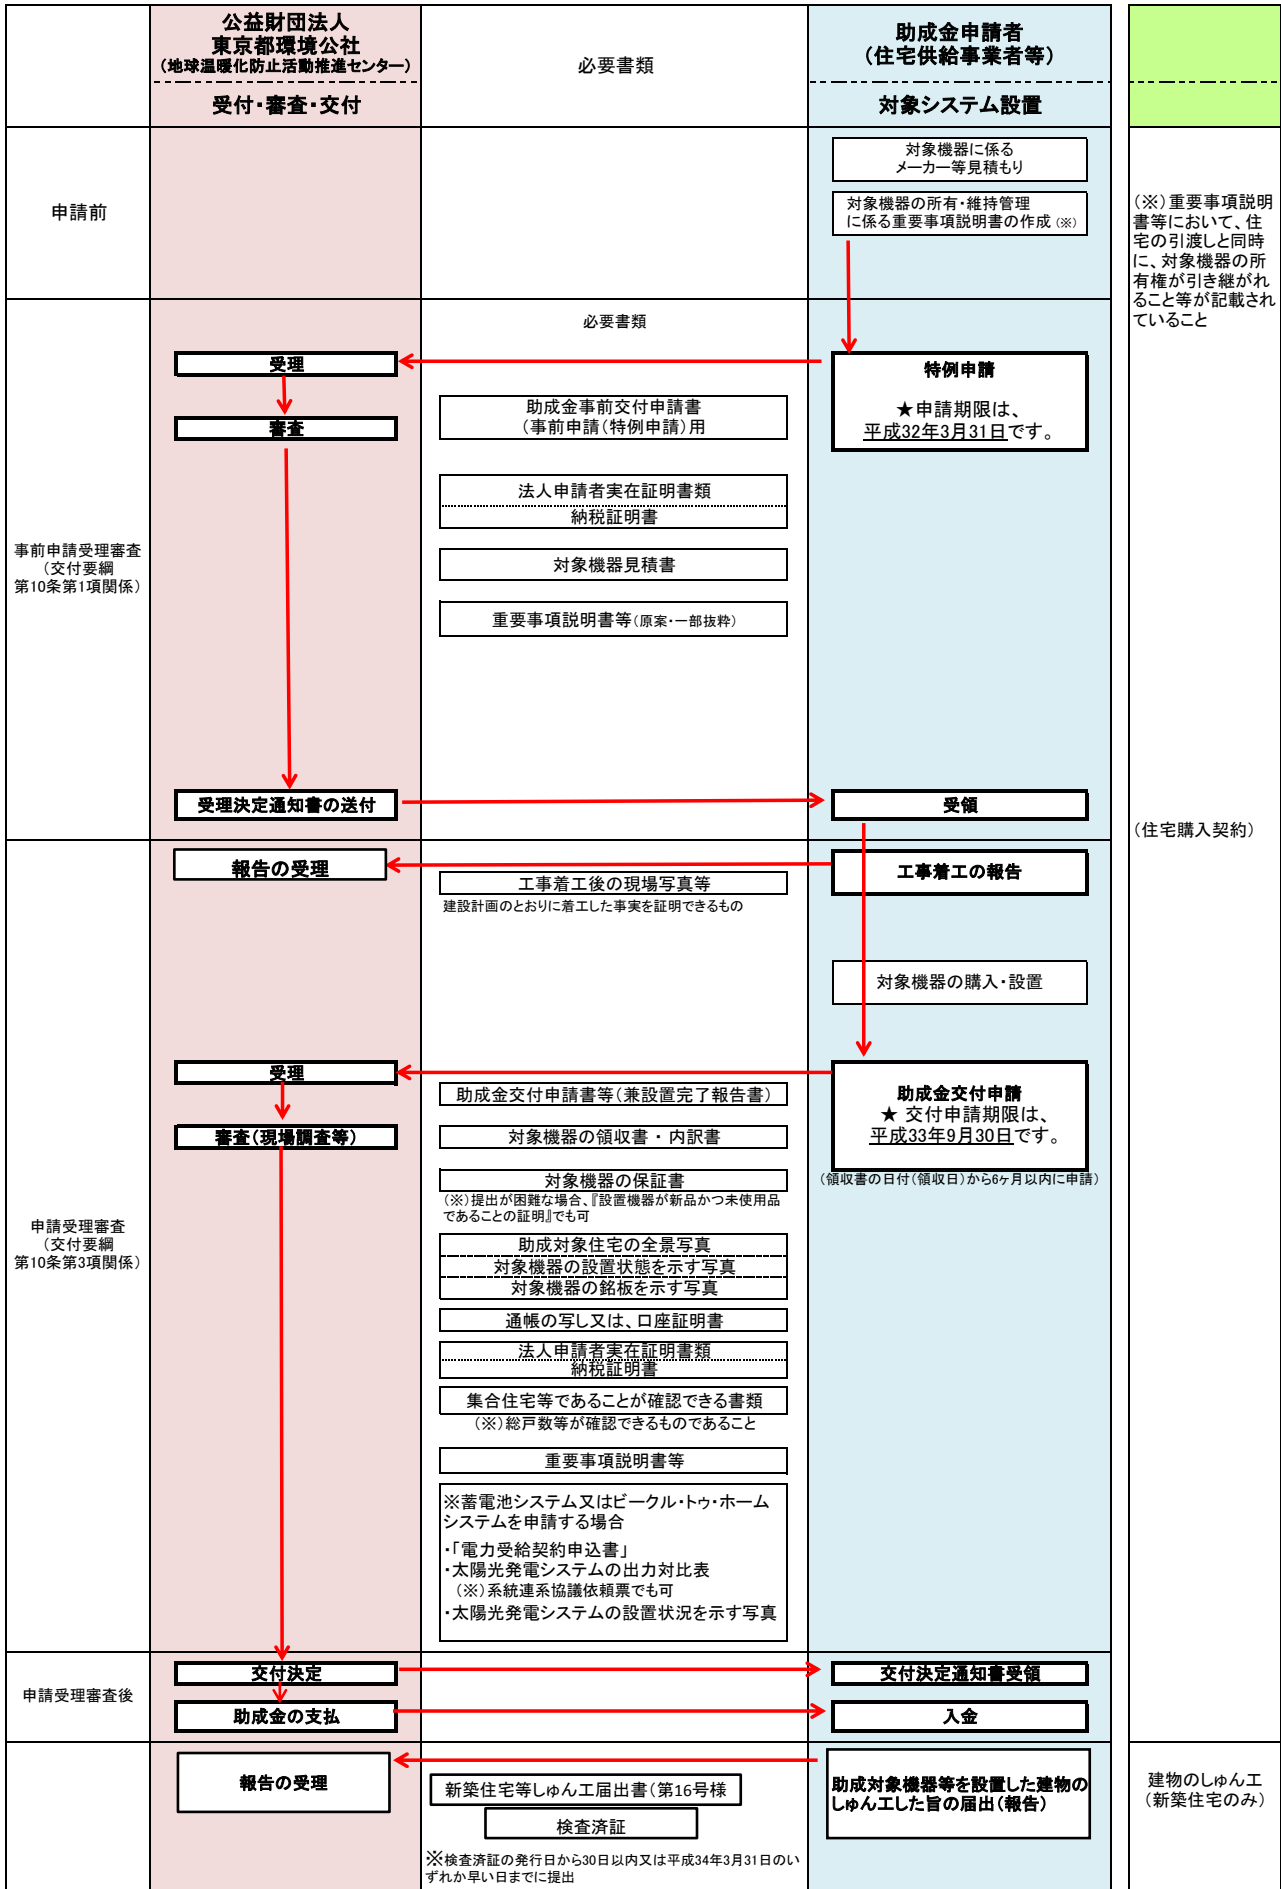 公益財団法人
東京都環境公社
（地球温暖化防止活動推進センター）
受付・審査・交付
必要書類
助成金申請者
（住宅供給事業者等）
対象システム設置
申請前
対象機器に係る
メーカー等見積もり
対象機器の所有・維持管理
に係る重要事項説明書の作成（※）
（※）重要事項説明
書等において、住
宅の引渡しと同時
に、対象機器の所
有権が引き継がれ
ること等が記載され
ていること
事前申請受理審査
（交付要綱
第10条第1項関係）
必要書類
受理
審査
助成金事前交付申請書
（事前申請（特例申請）用
法人申請者実在証明書類
納税証明書
対象機器見積書
重要事項説明書等（原案・一部抜粋）
特例申請
★申請期限は、
平成32年3月31日です。
受理決定通知書の送付
受領
（住宅購入契約）
申請受理審査
（交付要綱
第10条第3項関係）
報告の受理
工事着工後の現場写真等
建設計画のとおりに着工した事実を証明できるもの
工事着工の報告
対象機器の購入・設置
受理
審査（現場調査等）
助成金交付申請書等（兼設置完了報告書）
対象機器の領収書 ・ 内訳書
対象機器の保証書
（※）提出が困難な場合、『設置機器が新品かつ未使用品
であることの証明』でも可
助成対象住宅の全景写真
対象機器の設置状態を示す写真
対象機器の銘板を示す写真
通帳の写し又は、口座証明書
法人申請者実在証明書類
納税証明書
集合住宅等であることが確認できる書類
（※）総戸数等が確認できるものであること
重要事項説明書等
※蓄電池システム又はビークル・トゥ・ホーム
システムを申請する場合
・「電力受給契約申込書」
・太陽光発電システムの出力対比表
（※）系統連系協議依頼票でも可
・太陽光発電システムの設置状況を示す写真
助成金交付申請
★ 交付申請期限は、
平成33年9月30日です。
（領収書の日付（領収日）から6ヶ月以内に申請）
申請受理審査後
交付決定
交付決定通知書受領
助成金の支払
入金
報告の受理
新築住宅等しゅん工届出書（第16号様
検査済証
※検査済証の発行日から30日以内又は平成34年3月31日のい
ずれか早い日までに提出
助成対象機器等を設置した建物の
しゅん工した旨の届出（報告）
建物のしゅん工
（新築住宅のみ）